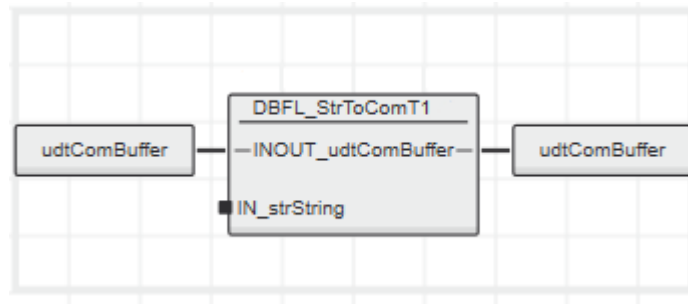 DBFL_StrToComT1
udtComBuffer INOUT_udtComBuffer udtComBuffer
IN_strString